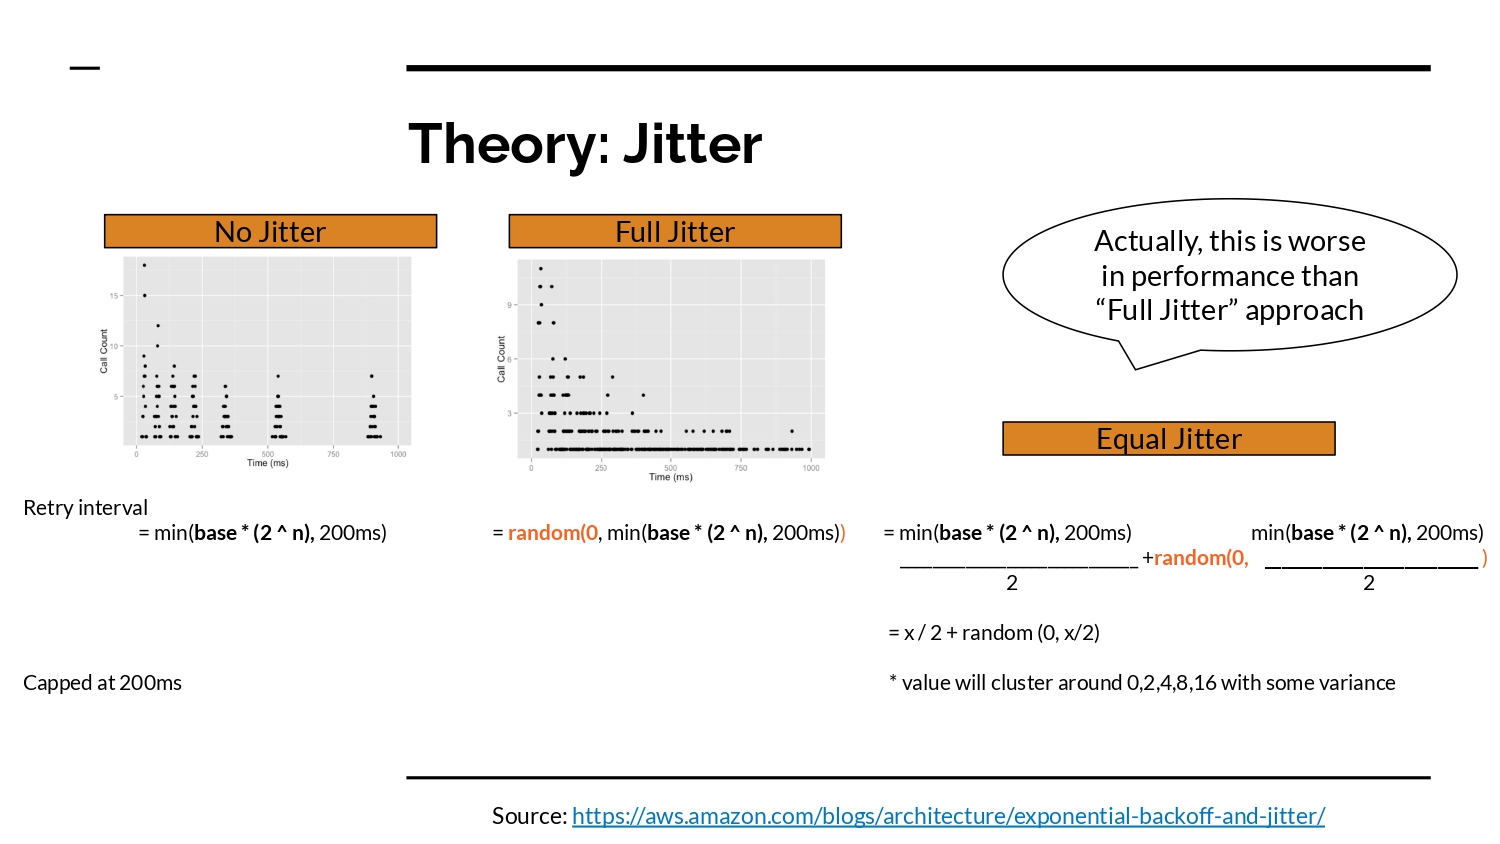 Theory: Jitter
No Jitter
Full Jitter
Actually, this is worse
in performance than
“Full Jitter” approach
Call Count
15
10
5
0
250
500
750
1000
Time (ms)
Call Count
9
6
3
0
250
500
750
1000
Time (ms)
Equal Jitter
Retry interval
= min(base * (2 ^ n), 200ms)
= random(0, min(base * (2 ^ n), 200ms))
= min(base * (2 ^ n), 200ms)
min(base * (2 ^ n), 200ms)
_________________________ +random(0, ____________________ )
2
2
= x / 2 + random (0, x/2)
Capped at 200ms
* value will cluster around 0,2,4,8,16 with some variance
Source: https://aws.amazon.com/blogs/architecture/exponential-backoff-and-jitter/